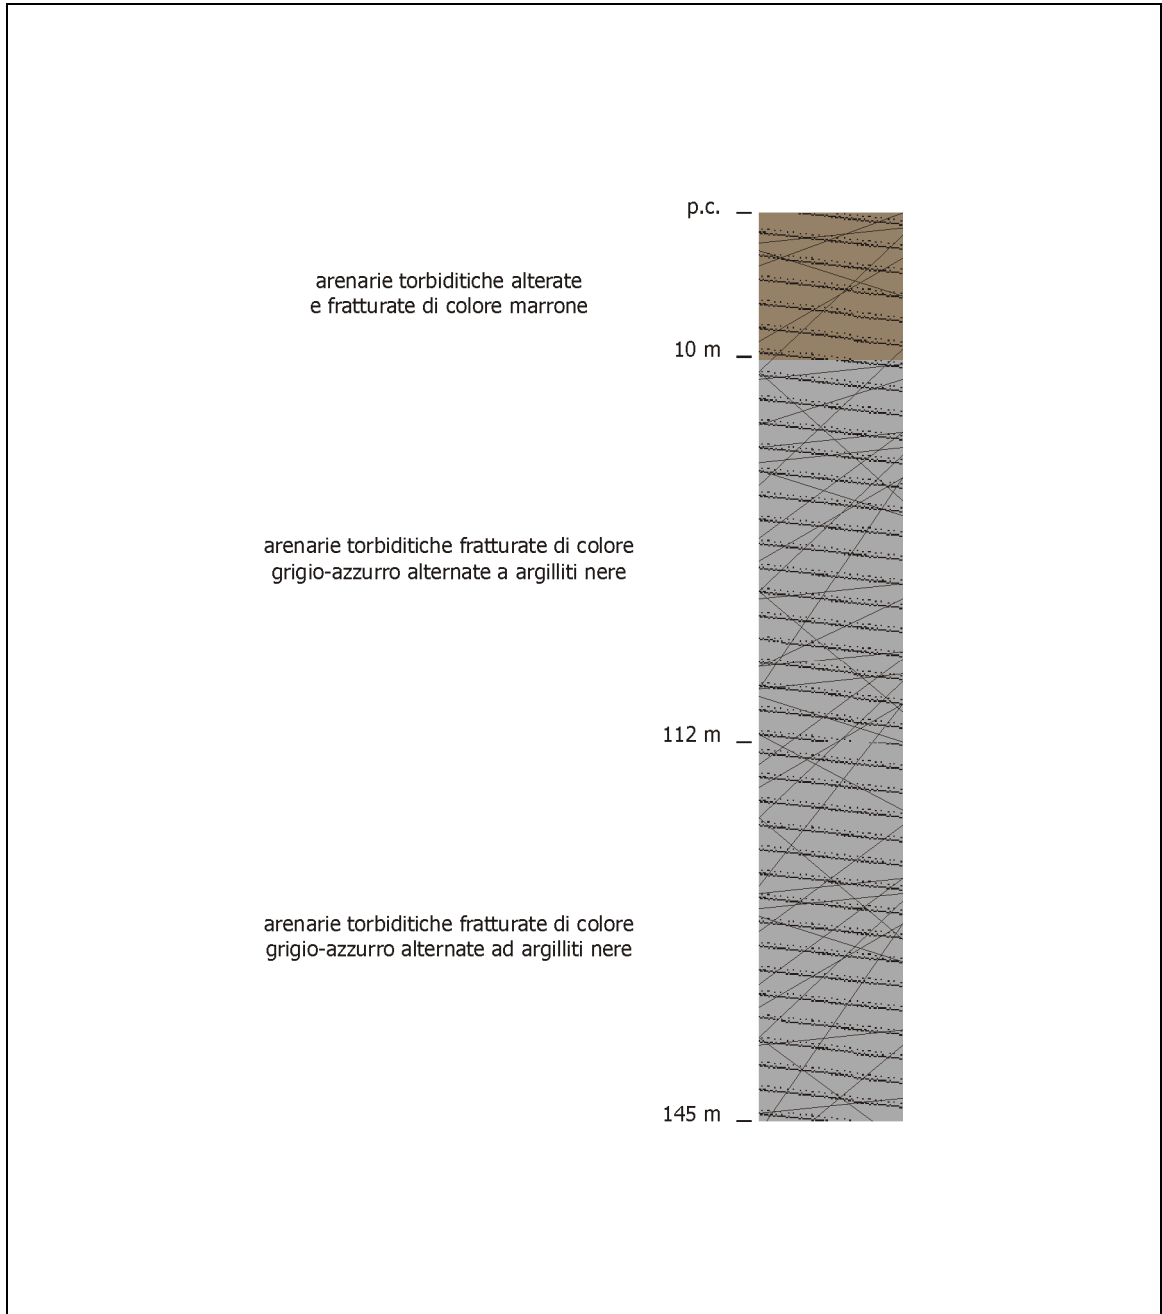 p.c.
arenarie torbiditiche alterate
e fratturate di colore marrone
10 m
arenarie torbiditiche fratturate di colore
grigio-azzurro alternate a argilliti nere
112 m
arenarie torbiditiche fratturate di colore
grigio-azzurro alternate ad argilliti nere
145 m